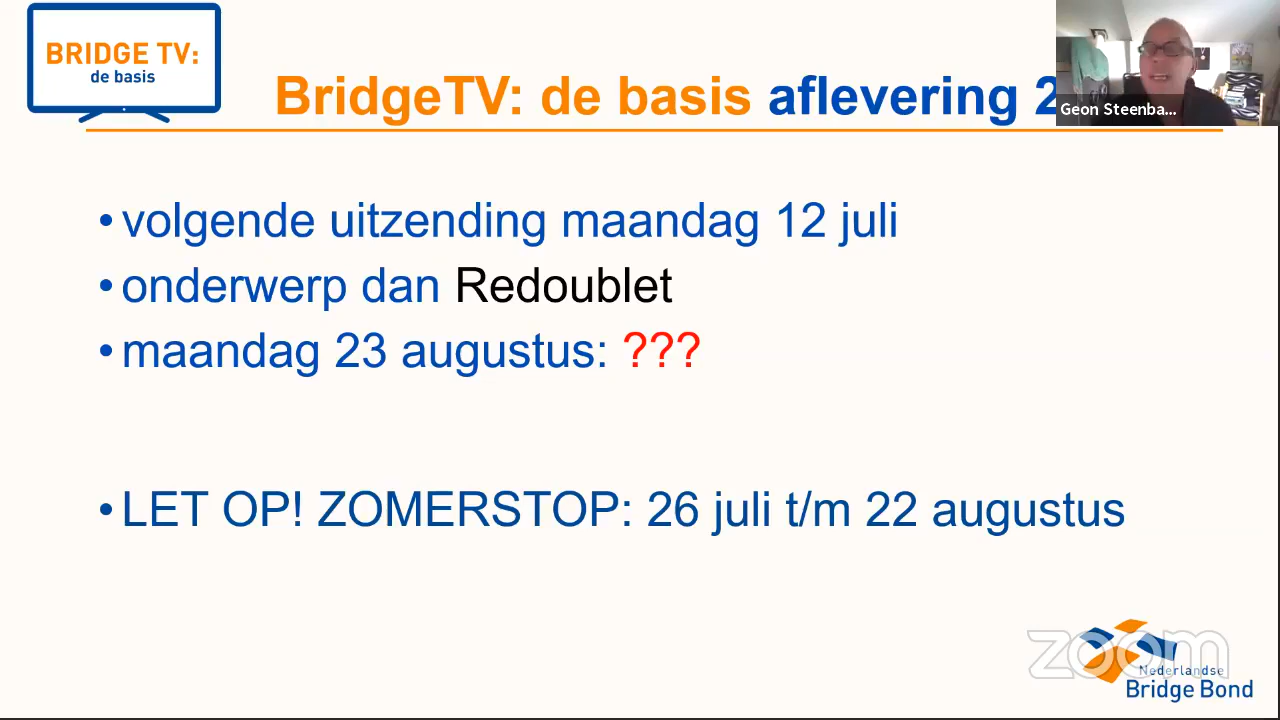 BRIDGE TV:
de basis
BridgeTV: de basis aflevering 2
Geon Steenba...
•volgende uitzending maandag 12 juli
•onderwerp dan Redoublet
•maandag 23 augustus: ???
•LET OP! ZOMERSTOP: 26 juli t/m 22 augustus
zoom
Nederlandse
Bridge Bond